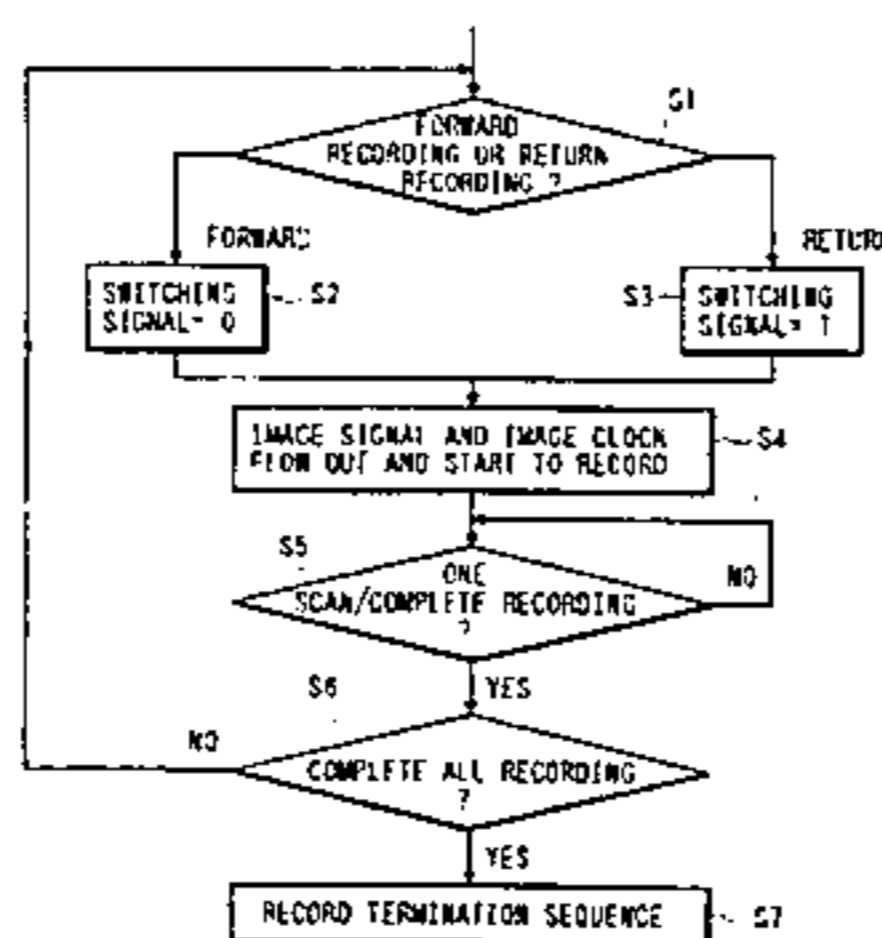 S1
FORWARD
RECORDING OR RETURN
RECORDING ?
FORWARD
RETURN
SWITCHING
SIGNAL= 0
S2
S3
SWITCHING
SIGNAL= 1
IMAGE SIGNAL AND IMAGE CLOCK
FLOW OUT AND START TO RECORD
S4
S5
ONE
SCAN/COMPLETE RECORDING
?
NO
S6
YES
NO
COMPLETE ALL RECORDING
?
YES
RECORD TERMINATION SEQUENCE
S7